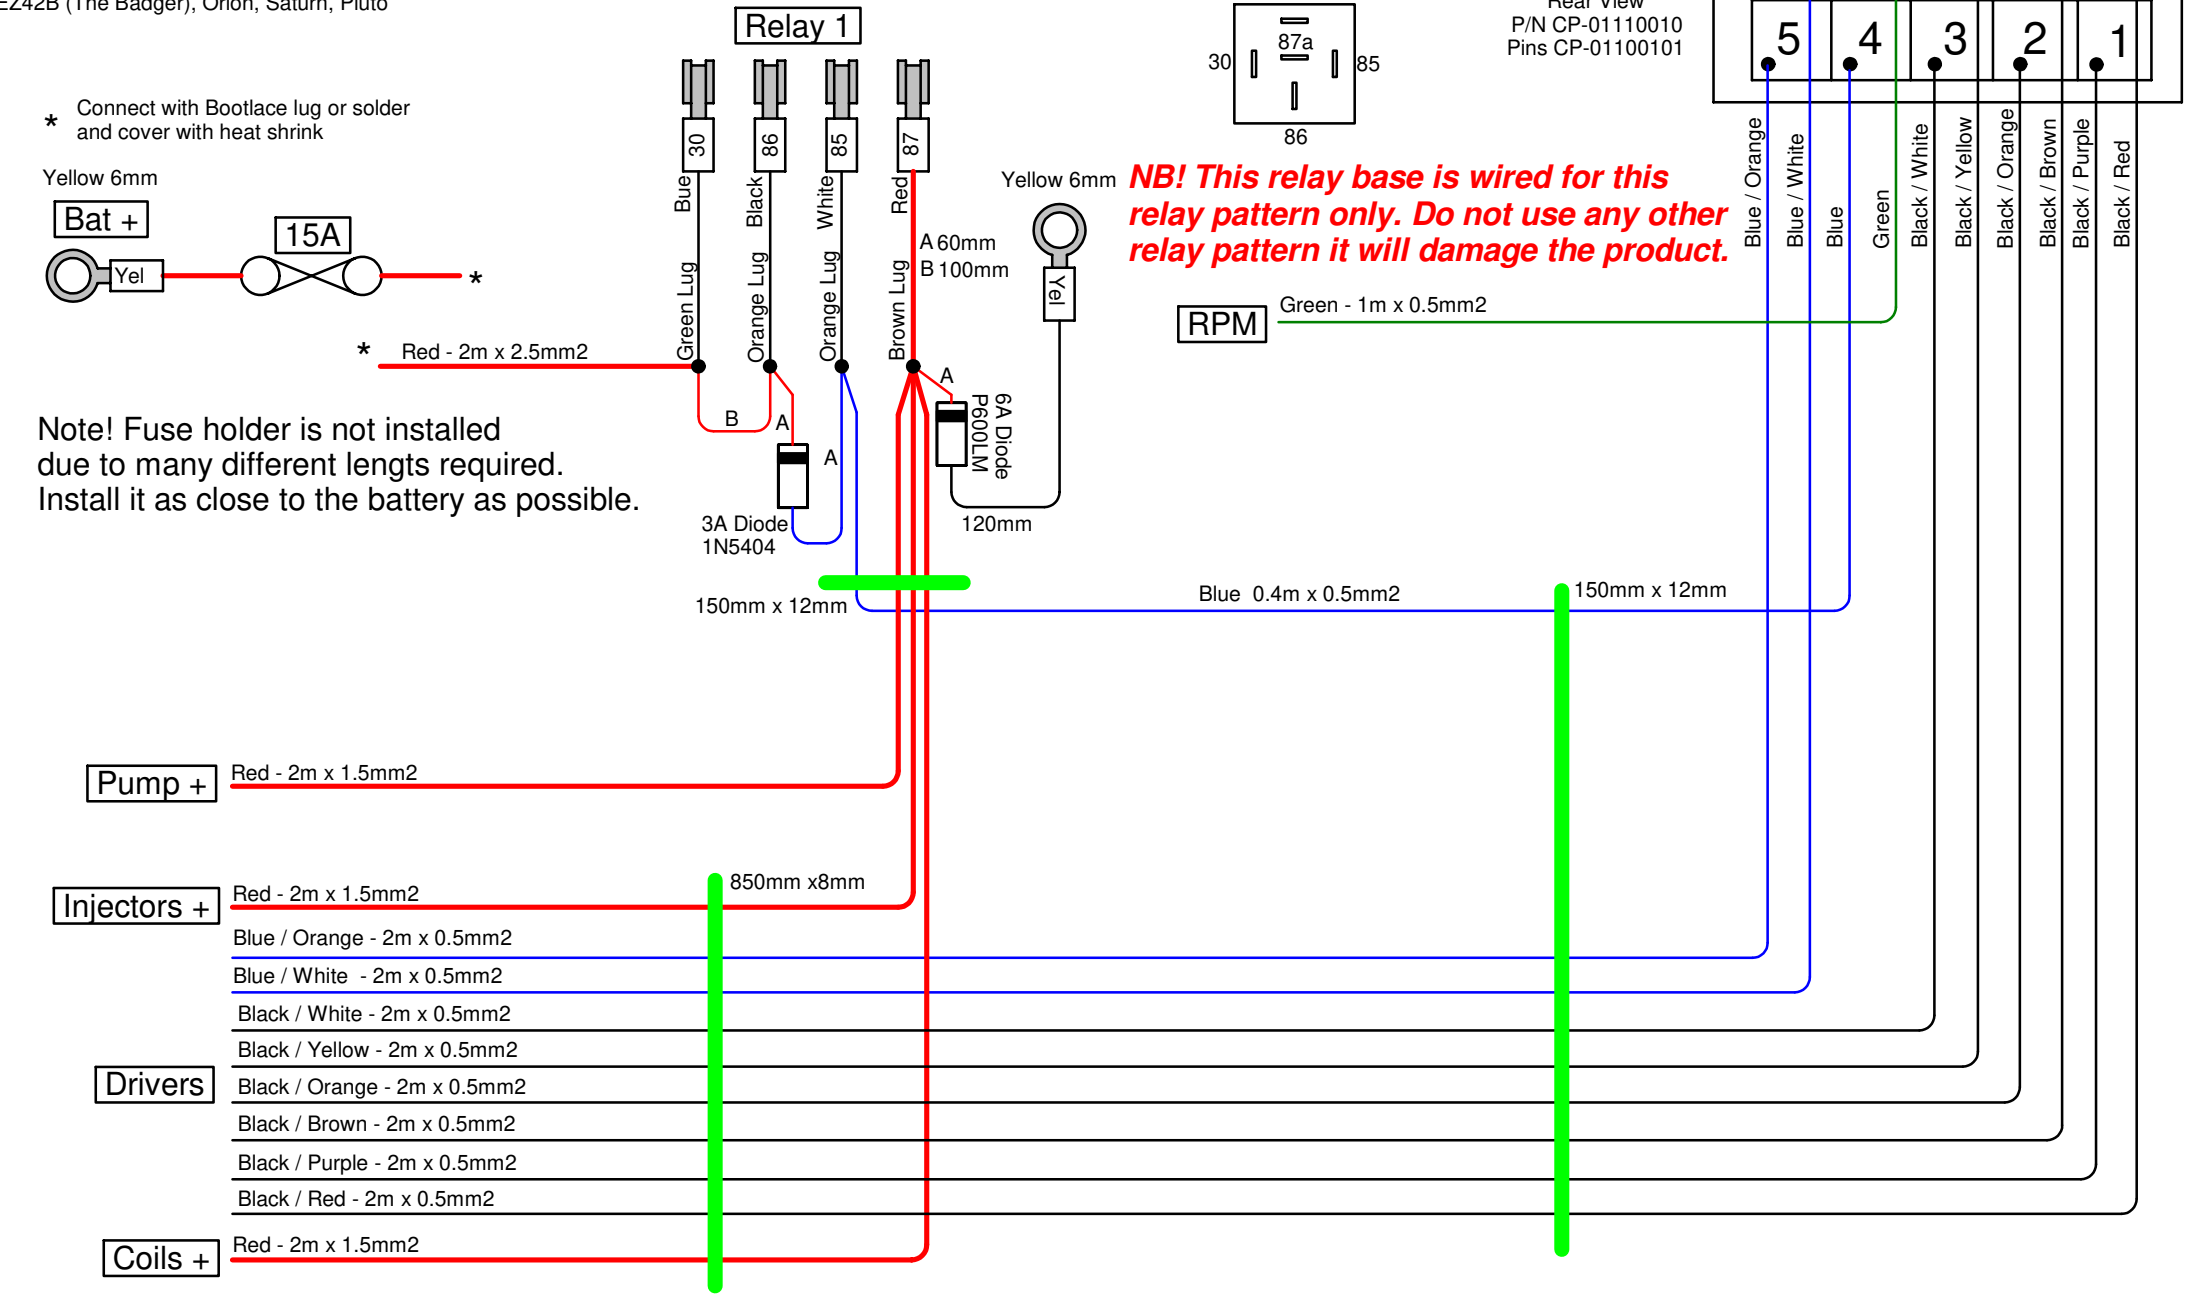 EZ42B (The Badger), Orion, Saturn, Pluto
Relay 1
Rear View
P/N CP-01110010
Pins CP-01100101
5
4
3
2
1
87a
30
85
86
* Connect with Bootlace lug or solder
and cover with heat shrink
30
86
85
87
Bue
Black
White
Red
Green Lug
Orange Lug
Orange Lug
Brown Lug
A 60mm
B 100mm
Yellow 6mm
Bat +
Yel
15A
*
Yellow 6mm
Yel
NB! This relay base is wired for this
relay pattern only. Do not use any other
relay pattern it will damage the product.
Blue / Orange
Blue / White
Blue
Green
Black / White
Black / Yellow
Black / Orange
Black / Brown
Black / Purple
Black / Red
RPM
Green - 1m x 0.5mm2
*
Red - 2m x 2.5mm2
B
A
A
A
6A Diode
P600LM
120mm
3A Diode
1N5404
Note! Fuse holder is not installed
due to many different lengts required.
Install it as close to the battery as possible.
150mm x 12mm
Blue 0.4m x 0.5mm2
150mm x 12mm
Pump +
Red - 2m x 1.5mm2
850mm x8mm
Injectors +
Red - 2m x 1.5mm2
Blue / Orange - 2m x 0.5mm2
Blue / White - 2m x 0.5mm2
Black / White - 2m x 0.5mm2
Black / Yellow - 2m x 0.5mm2
Drivers
Black / Orange - 2m x 0.5mm2
Black / Brown - 2m x 0.5mm2
Black / Purple - 2m x 0.5mm2
Black / Red - 2m x 0.5mm2
Coils +
Red - 2m x 1.5mm2